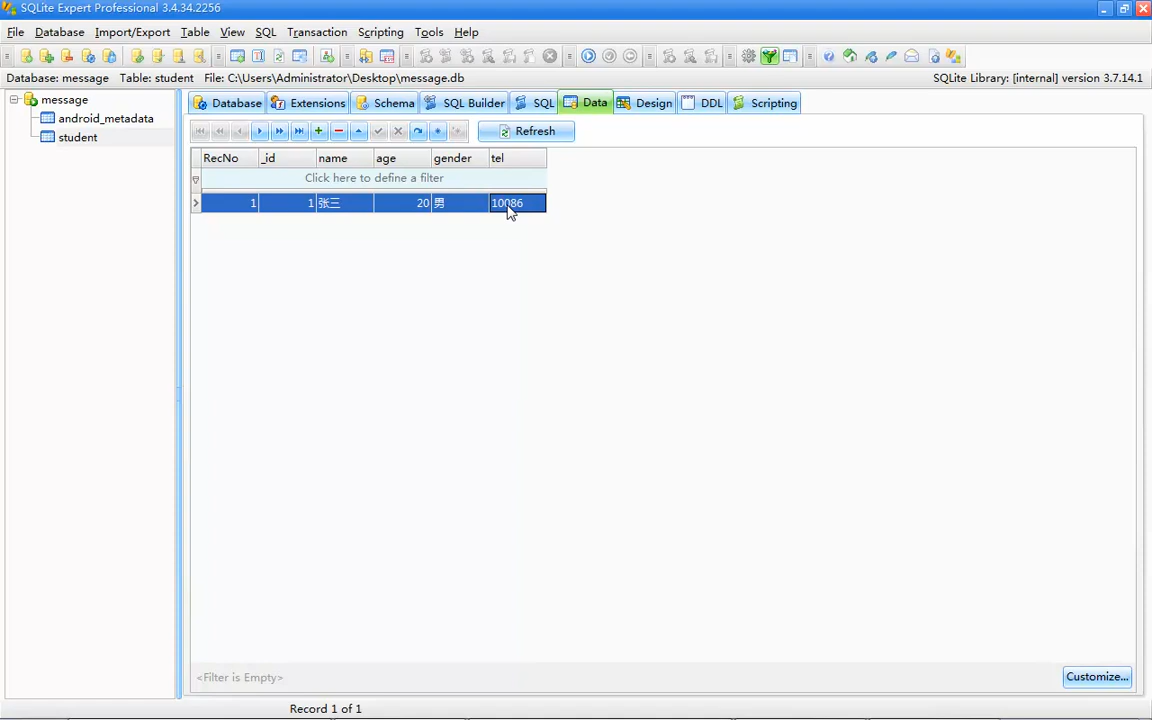 SQLite Expert Professional 3.4.34.2256
File Database Import/Export Table View SQL Transaction Scripting Tools Help
Database: message Table: student File: C:\Users\Administrator\Desktop\message.db SQLite Library: [internal] version 3.7.14.1
message
android_metadata
student
Database Extensions Schema SQL Builder SQL Data Design DDL Scripting
Refresh
RecNo _id name age gender tel
Click here to define a filter
1 1 张三 20 男 10086
<Filter is Empty>
Customize...
Record 1 of 1